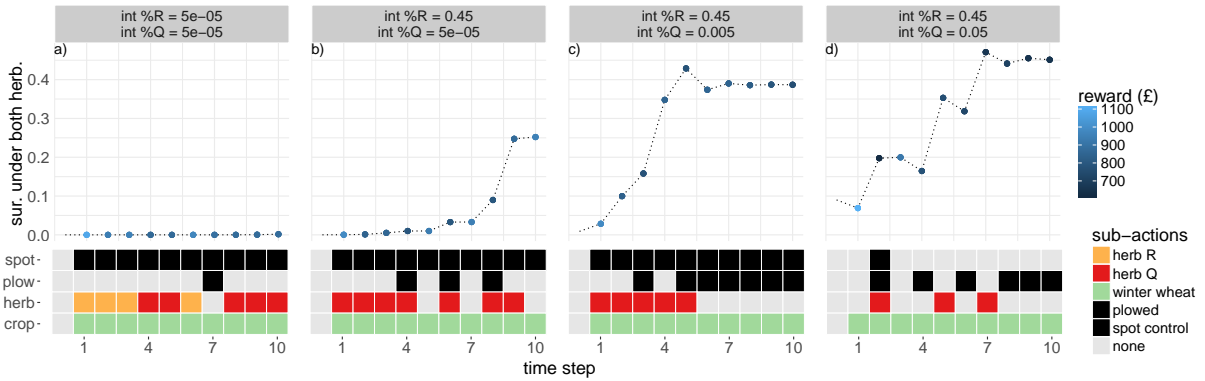 int %R = 5e−05
int %Q = 5e−05
int %R = 0.45
int %Q = 5e−05
int %R = 0.45
int %Q = 0.005
int %R = 0.45
int %Q = 0.05
a)
b)
c)
d)
sur. under both herb.
0.4
0.3
0.2
0.1
0.0
reward (£)
1100
1000
900
800
700
spot
plow
herb
crop
1 4 7 10
1 4 7 10
1 4 7 10
1 4 7 10
time step
sub−actions
herb R
herb Q
winter wheat
plowed
spot control
none